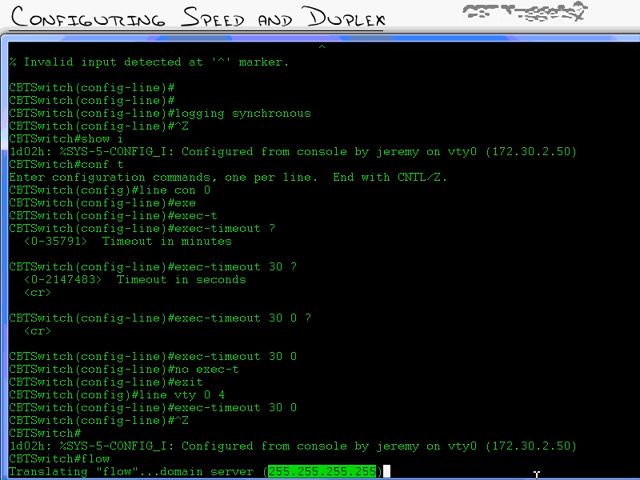 Configuring Speed and Duplex
^
% Invalid input detected at '^' marker.
CBTSwitch(config-line)#
CBTSwitch(config-line)#
CBTSwitch(config-line)#logging synchronous
CBTSwitch(config-line)#^Z
CBTSwitch#show i
1d02h: %SYS-5-CONFIG_I: Configured from console by jeremy on vty0 (172.30.2.50)
CBTSwitch#conf t
Enter configuration commands, one per line.  End with CNTL/Z.
CBTSwitch(config)#line con 0
CBTSwitch(config-line)#exe
CBTSwitch(config-line)#exec-t
CBTSwitch(config-line)#exec-timeout ?
<0-35791>  Timeout in minutes
CBTSwitch(config-line)#exec-timeout 30 ?
<0-2147483>  Timeout in seconds
<cr>
CBTSwitch(config-line)#exec-timeout 30 0 ?
<cr>
CBTSwitch(config-line)#exec-timeout 30 0
CBTSwitch(config-line)#no exec-t
CBTSwitch(config-line)#exit
CBTSwitch(config)#line vty 0 4
CBTSwitch(config-line)#exec-timeout 30 0
CBTSwitch(config-line)#^Z
CBTSwitch#
1d02h: %SYS-5-CONFIG_I: Configured from console by jeremy on vty0 (172.30.2.50)
CBTSwitch#flow
Translating "flow"...domain server (255.255.255.255)